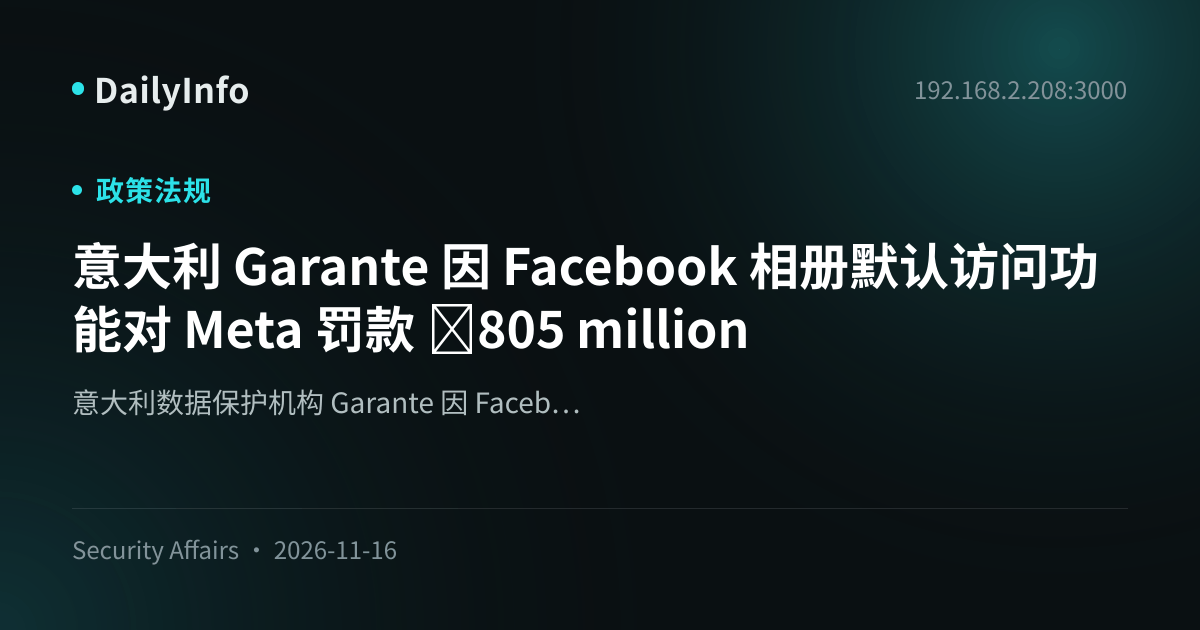 DailyInfo
192.168.2.208:3000
政策法规
意大利 Garante 因 Facebook 相册默认访问功
能对 Meta 罚款 805 million
意大利数据保护机构 Garante 因 Faceb…
Security Affairs · 2026-11-16